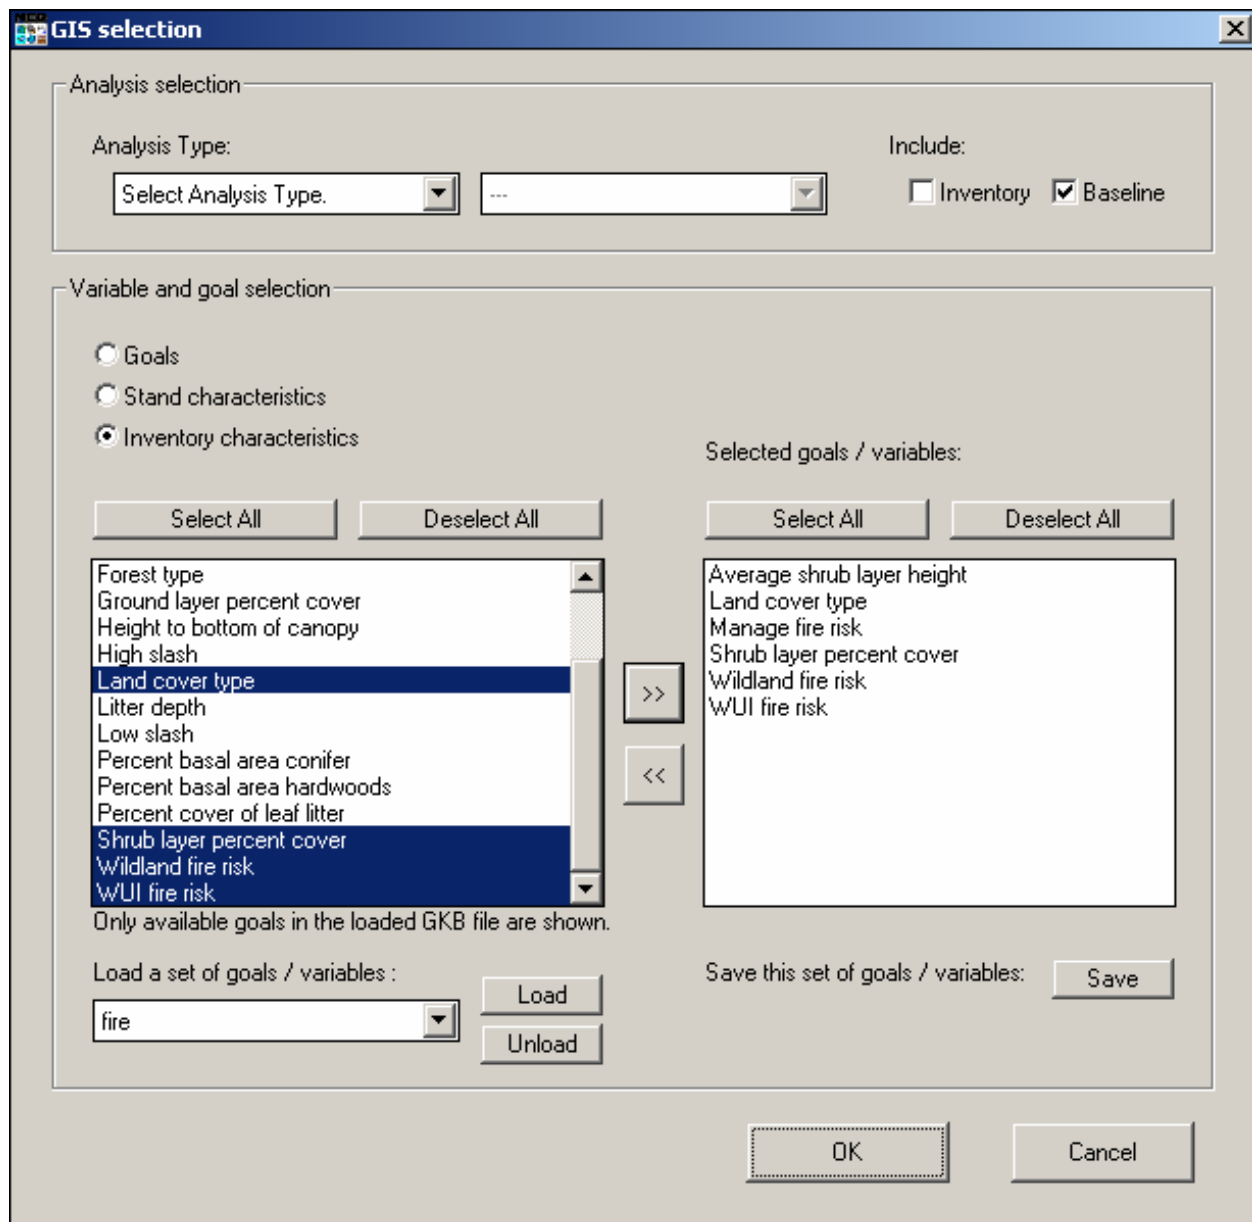 GIS selection
Analysis selection
Analysis Type:
Include:
Select Analysis Type.
---
Inventory
Baseline
Variable and goal selection
Goals
Stand characteristics
Inventory characteristics
Selected goals / variables:
Select All
Deselect All
Select All
Deselect All
Forest type
Ground layer percent cover
Height to bottom of canopy
High slash
Land cover type
Litter depth
Low slash
Percent basal area conifer
Percent basal area hardwoods
Percent cover of leaf litter
Shrub layer percent cover
Wildland fire risk
WUI fire risk
>>
<<
Average shrub layer height
Land cover type
Manage fire risk
Shrub layer percent cover
Wildland fire risk
WUI fire risk
Only available goals in the loaded GKB file are shown.
Load a set of goals / variables :
fire
Load
Unload
Save this set of goals / variables:
Save
OK
Cancel